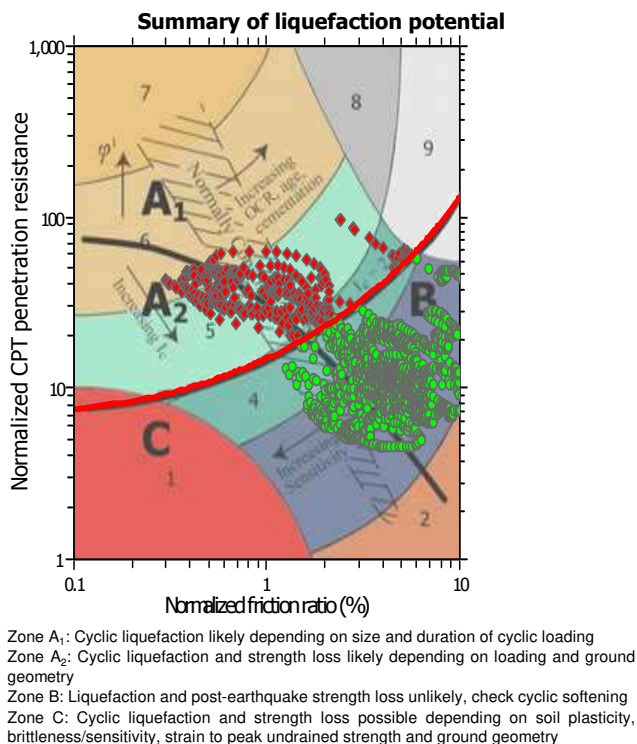 Summary of liquefaction potential
1,000
100
10
1
Normalized CPT penetration resistance
7
8
9
φ'
A1
Normally
Increasing
OCR, age,
cementation
6
A2
Increasing Ic
5
B
4
C
1
Increasing
Sensitivity
2
0.1
1
10
Normalized friction ratio (%)
Zone A1: Cyclic liquefaction likely depending on size and duration of cyclic loading
Zone A2: Cyclic liquefaction and strength loss likely depending on loading and ground
geometry
Zone B: Liquefaction and post-earthquake strength loss unlikely, check cyclic softening
Zone C: Cyclic liquefaction and strength loss possible depending on soil plasticity,
brittleness/sensitivity, strain to peak undrained strength and ground geometry